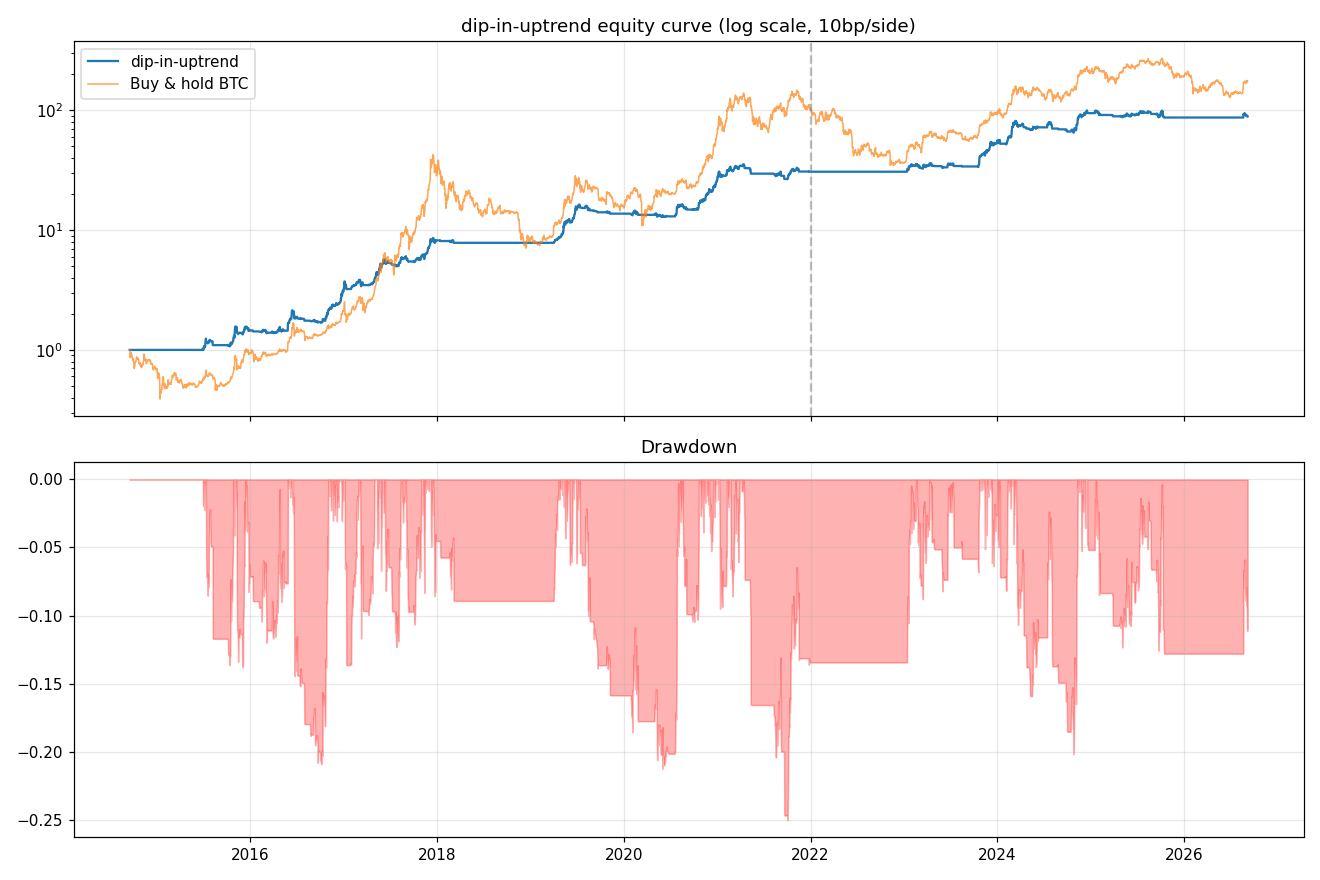 dip-in-uptrend equity curve (log scale, 10bp/side)
dip-in-uptrend
Buy & hold BTC
10²
10¹
10⁰
Drawdown
0.00
−0.05
−0.10
−0.15
−0.20
−0.25
2016 2018 2020 2022 2024 2026